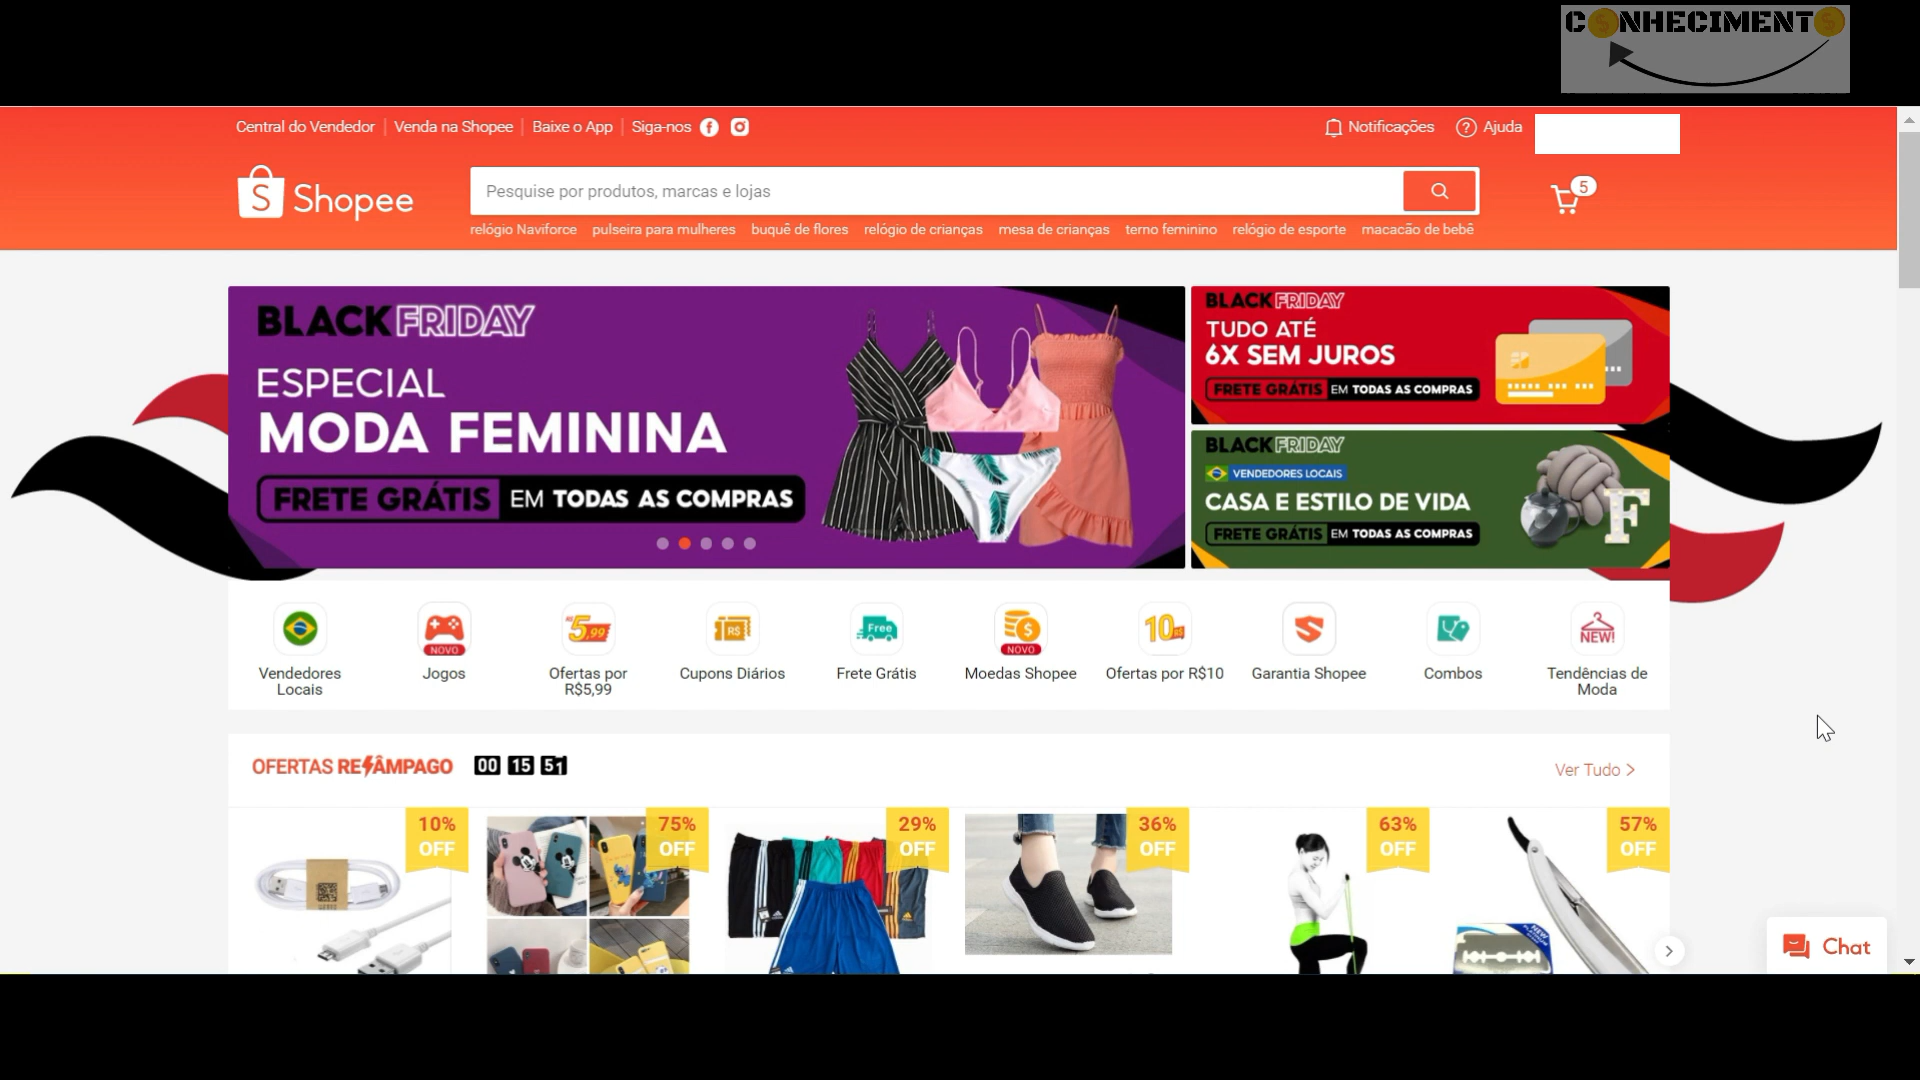 CONHECIMENTO
Central do Vendedor | Venda na Shopee | Baixe o App | Siga-nos
Notificações
Ajuda
Shopee
Pesquise por produtos, marcas e lojas
5
relógio Naviforce pulseira para mulheres buquê de flores relógio de crianças mesa de crianças terno feminino relógio de esporte macacão de bebê
BLACK FRIDAY
ESPECIAL
MODA FEMININA
FRETE GRÁTIS EM TODAS AS COMPRAS
BLACK FRIDAY
TUDO ATÉ
6X SEM JUROS
FRETE GRÁTIS EM TODAS AS COMPRAS
BLACK FRIDAY
VENDEDORES LOCAIS
CASA E ESTILO DE VIDA
FRETE GRÁTIS EM TODAS AS COMPRAS
F
Vendedores
Locais
NOVO
Jogos
R$ 5,99
Ofertas por
R$5,99
R$
Cupons Diários
Free
Frete Grátis
NOVO
Moedas Shopee
10 R$
Ofertas por R$10
Garantia Shopee
Combos
NEW!
Tendências de
Moda
OFERTAS RELÂMPAGO 00 15 51
Ver Tudo
10%
OFF
75%
OFF
29%
OFF
36%
OFF
63%
OFF
57%
OFF
adidas
NEW
Chat